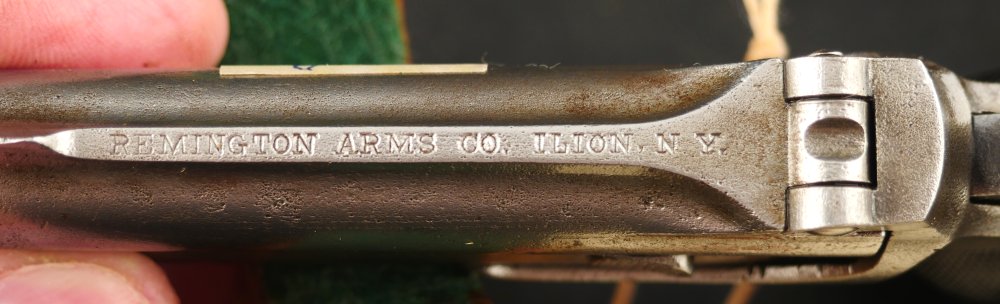 REMINGTON ARMS CO. ILION, N Y.